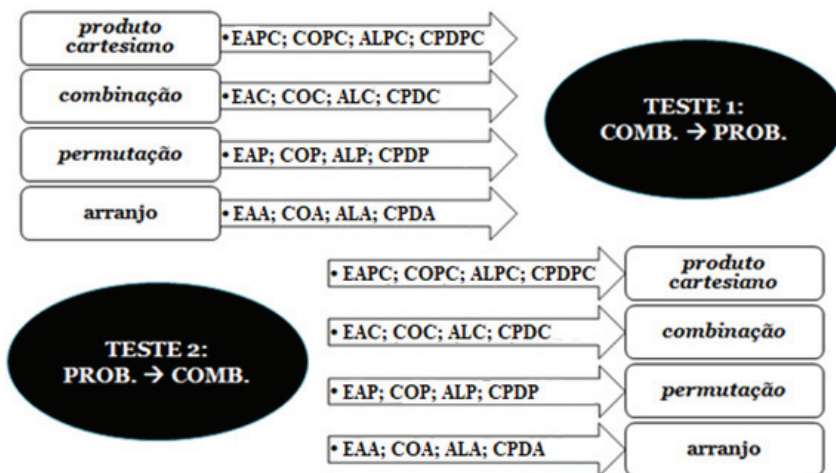 produto
cartesiano
• EAPC; COPC; ALPC; CPDPC
combinação
• EAC; COC; ALC; CPDC
permutação
• EAP; COP; ALP; CPDP
arranjo
• EAA; COA; ALA; CPDA
TESTE 1:
COMB. → PROB.
TESTE 2:
PROB. → COMB.
• EAPC; COPC; ALPC; CPDPC
produto
cartesiano
• EAC; COC; ALC; CPDC
combinação
• EAP; COP; ALP; CPDP
permutação
• EAA; COA; ALA; CPDA
arranjo